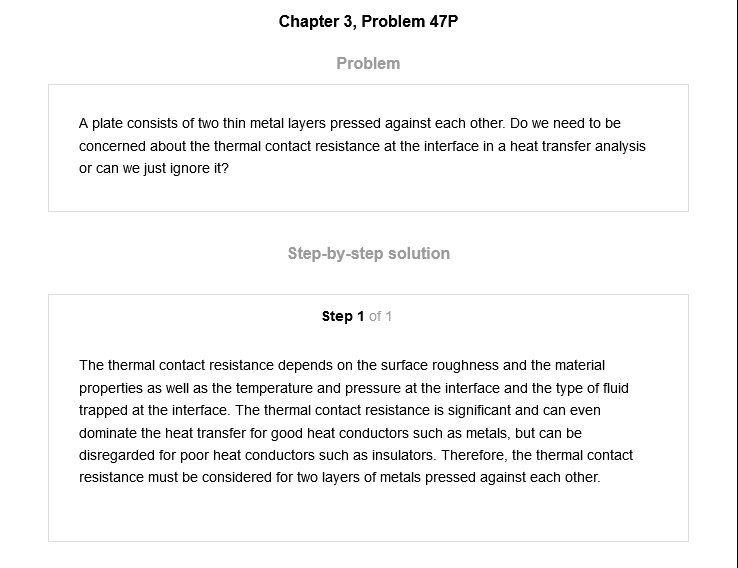 Chapter 3, Problem 47P
Problem
A plate consists of two thin metal layers pressed against each other. Do we need to be
concerned about the thermal contact resistance at the interface in a heat transfer analysis
or can we just ignore it?
Step-by-step solution
Step 1 of 1
The thermal contact resistance depends on the surface roughness and the material
properties as well as the temperature and pressure at the interface and the type of fluid
trapped at the interface. The thermal contact resistance is significant and can even
dominate the heat transfer for good heat conductors such as metals, but can be
disregarded for poor heat conductors such as insulators. Therefore, the thermal contact
resistance must be considered for two layers of metals pressed against each other.